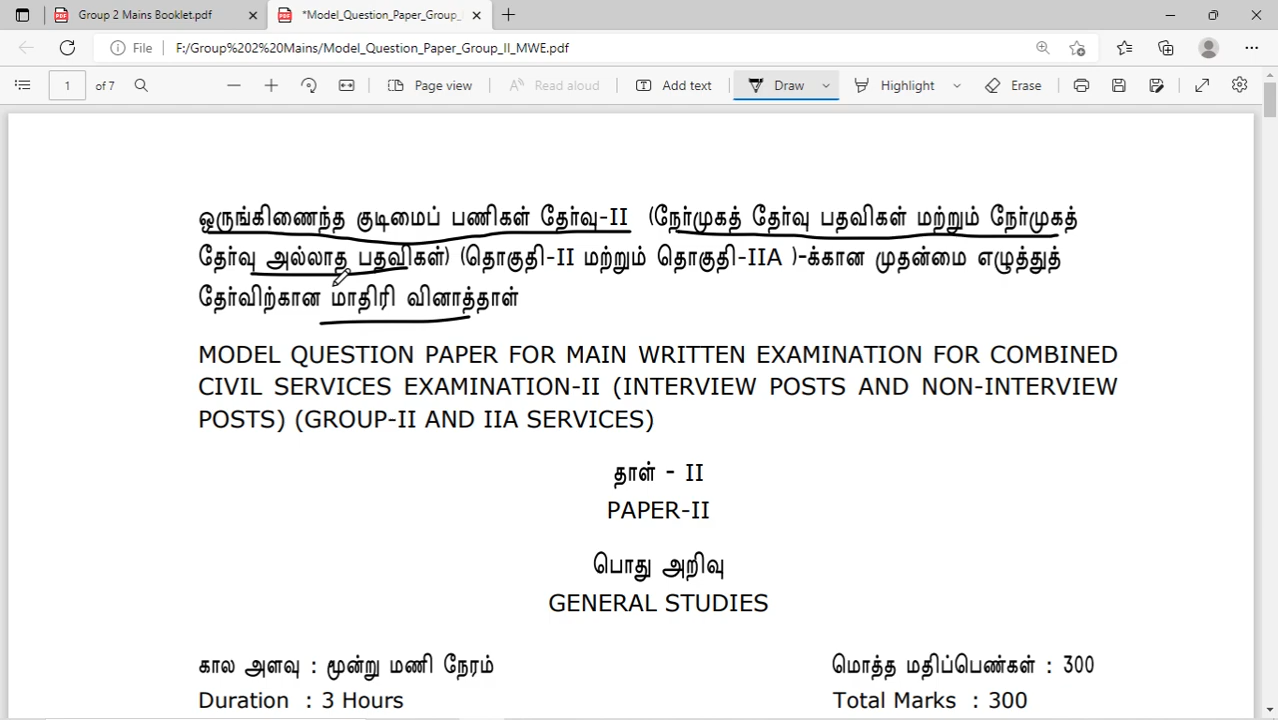 Group 2 Mains Booklet.pdf
*Model_Question_Paper_Group_
File
F:/Group%202%20Mains/Model_Question_Paper_Group_II_MWE.pdf
1 of 7
Page view
Read aloud
Add text
Draw
Highlight
Erase
ஒருங்கிணைந்த குடிமைப் பணிகள் தேர்வு-II (நேர்முகத் தேர்வு பதவிகள் மற்றும் நேர்முகத்
தேர்வு அல்லாத பதவிகள்) (தொகுதி-II மற்றும் தொகுதி-IIA )-க்கான முதன்மை எழுத்துத்
தேர்விற்கான மாதிரி வினாத்தாள்
MODEL QUESTION PAPER FOR MAIN WRITTEN EXAMINATION FOR COMBINED
CIVIL SERVICES EXAMINATION-II (INTERVIEW POSTS AND NON-INTERVIEW
POSTS) (GROUP-II AND IIA SERVICES)
தாள் - II
PAPER-II
பொது அறிவு
GENERAL STUDIES
கால அளவு : மூன்று மணி நேரம்
மொத்த மதிப்பெண்கள் : 300
Duration : 3 Hours
Total Marks : 300